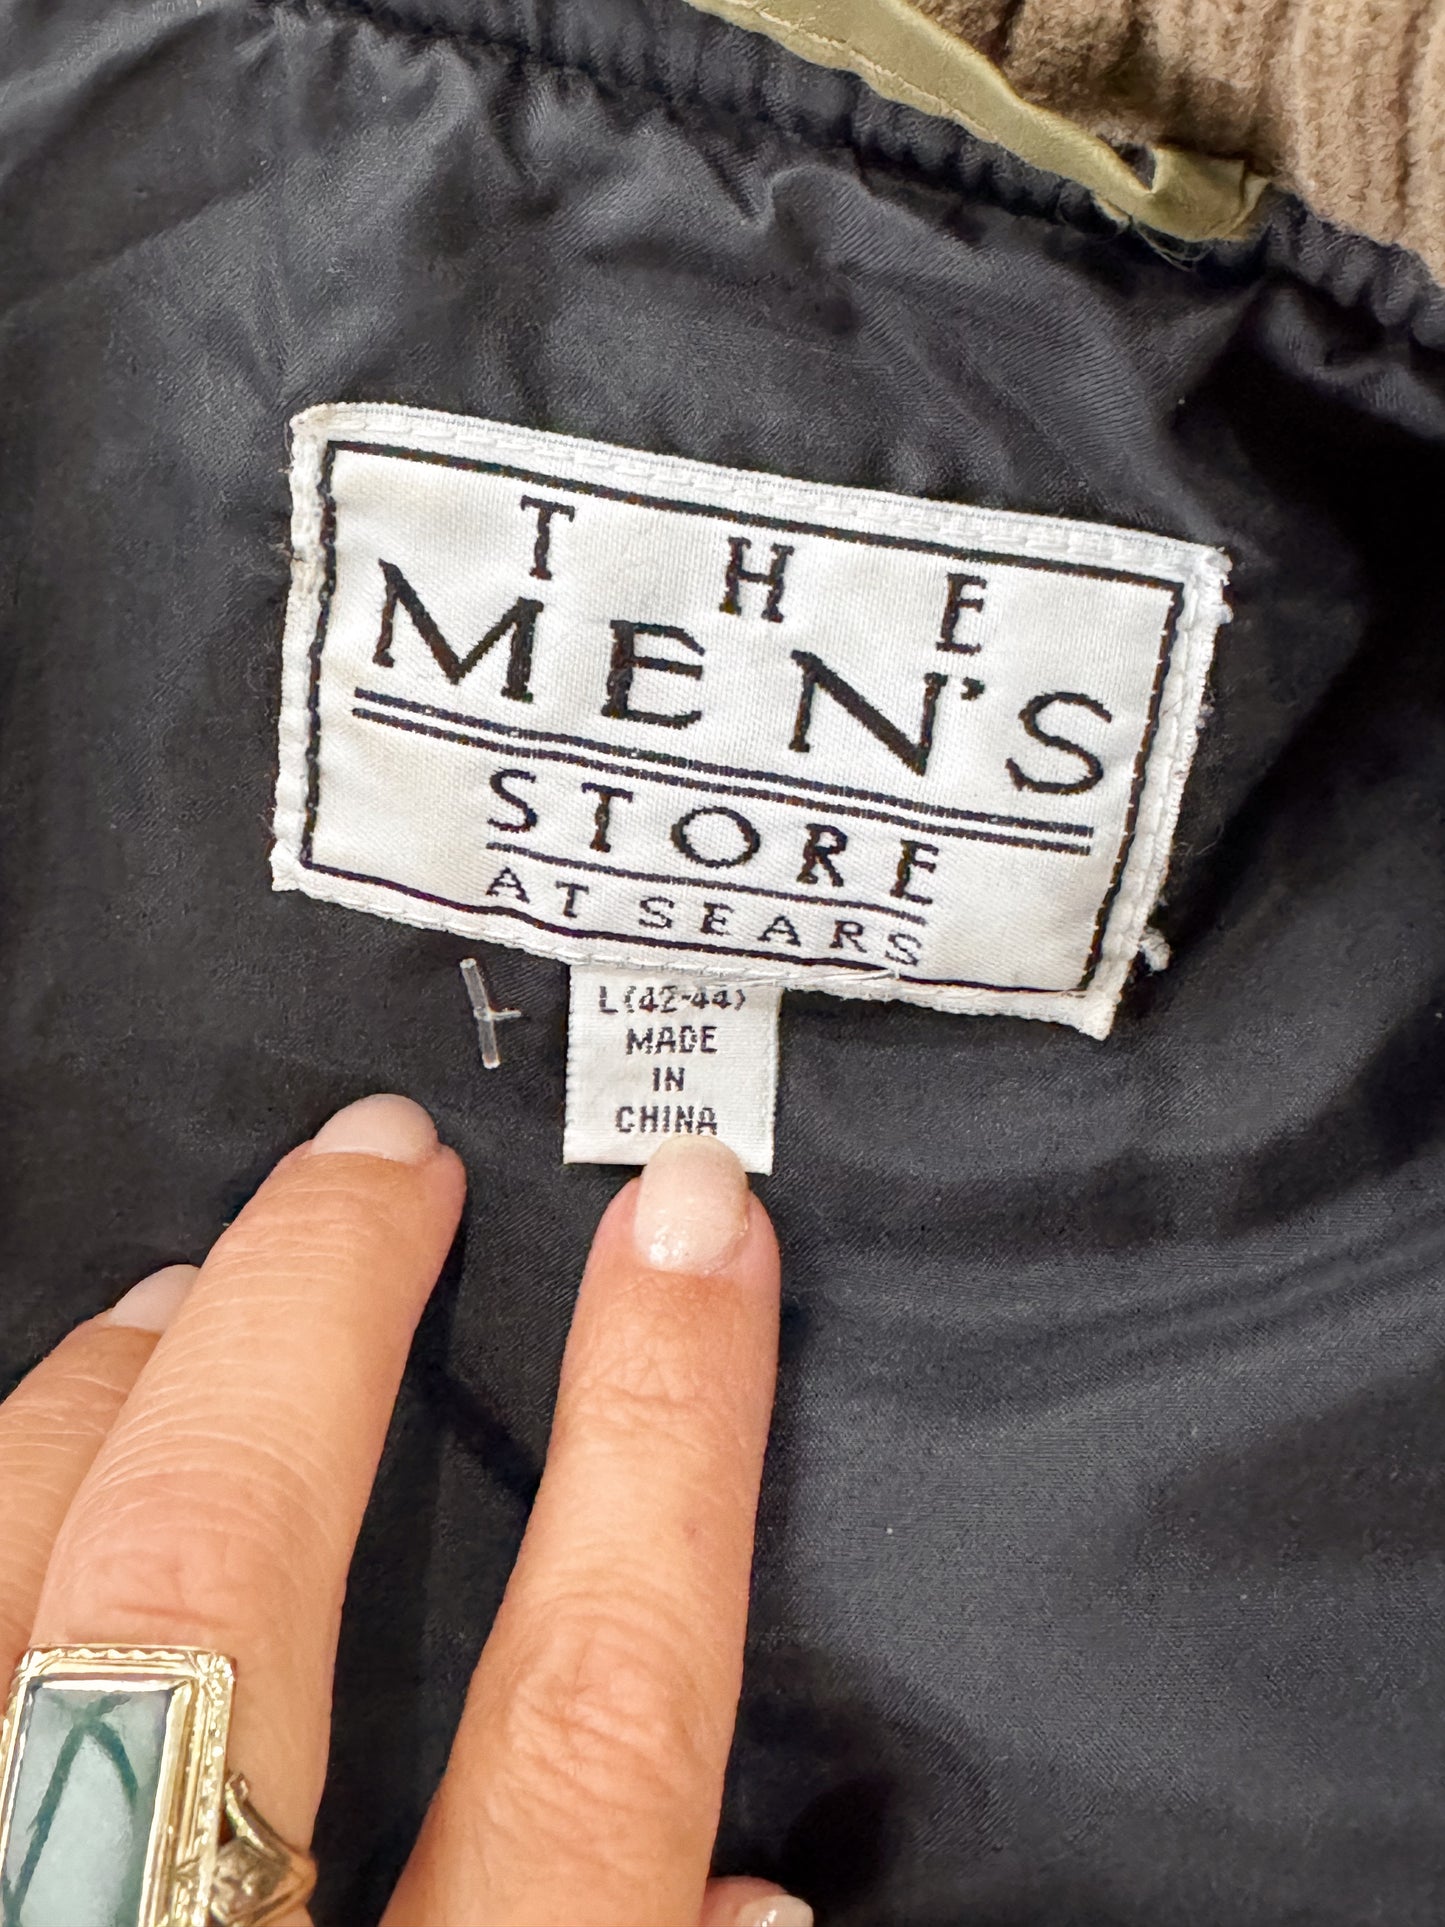 THE
MEN'S
STORE
AT SEARS
L(42-44)
MADE
IN
CHINA